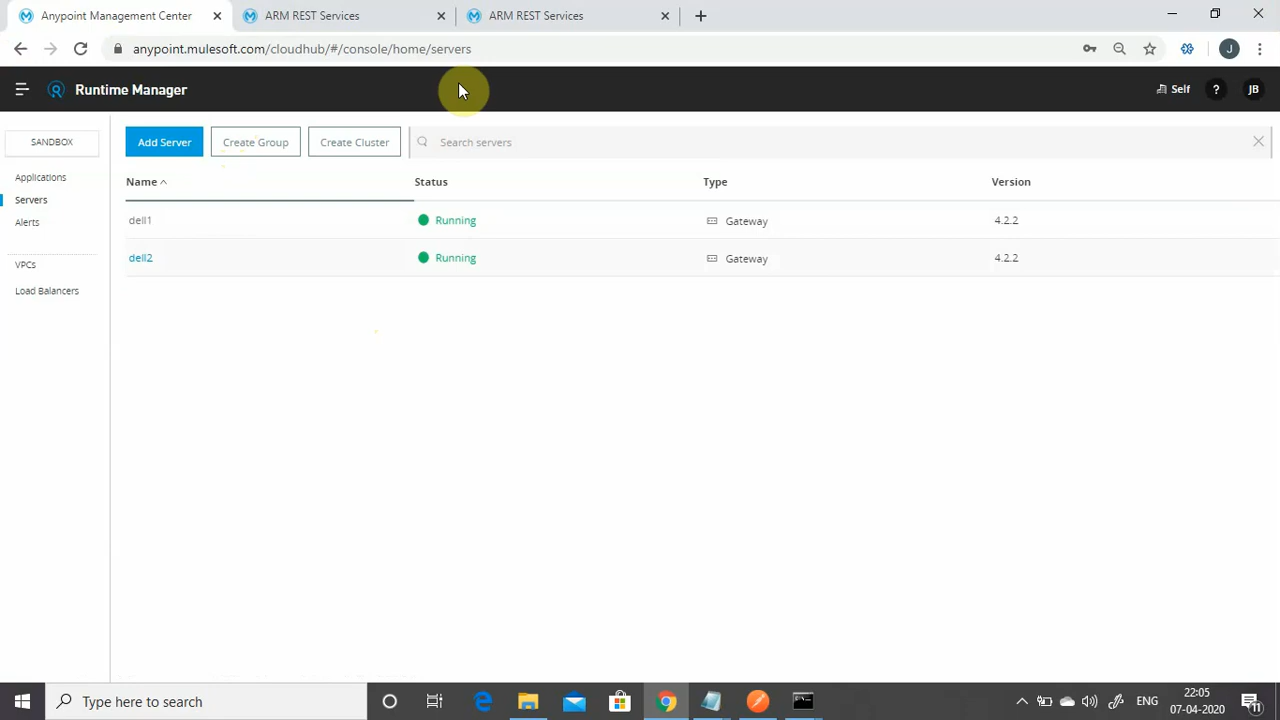 Anypoint Management Center
ARM REST Services
ARM REST Services
anypoint.mulesoft.com/cloudhub/#/console/home/servers
J
Runtime Manager
Self
?
JB
SANDBOX
Applications
Servers
Alerts
VPCs
Load Balancers
Add Server
Create Group
Create Cluster
Search servers
Name Status Type Version
dell1 Running Gateway 4.2.2
dell2 Running Gateway 4.2.2
Type here to search
ENG
22:05
07-04-2020
11